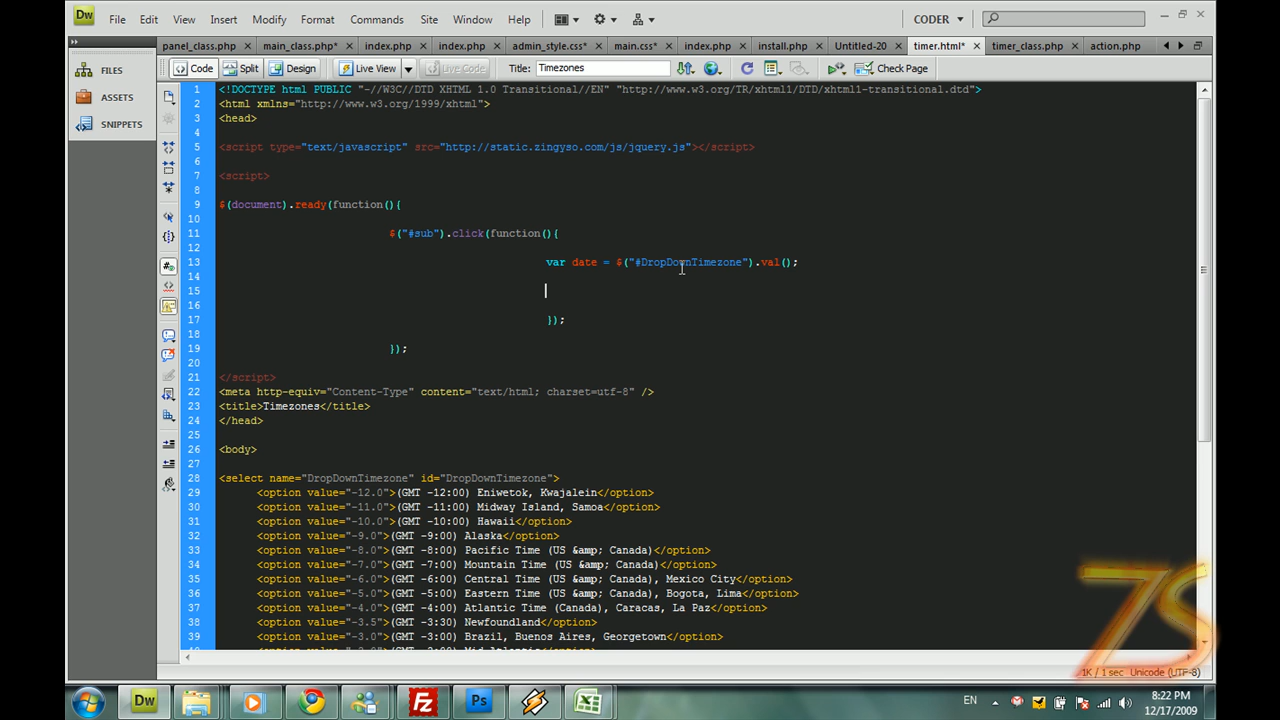 Dw File Edit View Insert Modify Format Commands Site Window Help CODER
panel_class.php main_class.php* index.php index.php admin_style.css* main.css* index.php install.php Untitled-20 timer.html* timer_class.php action.php
FILES
ASSETS
SNIPPETS
Code Split Design Live View Live Code Title: Timezones Check Page
1 <!DOCTYPE html PUBLIC "-//W3C//DTD XHTML 1.0 Transitional//EN" "http://www.w3.org/TR/xhtml1/DTD/xhtml1-transitional.dtd">
2 <html xmlns="http://www.w3.org/1999/xhtml">
3 <head>
4
5 <script type="text/javascript" src="http://static.zingyso.com/js/jquery.js"></script>
6
7 <script>
8
9 $(document).ready(function(){
10
11 $("#sub").click(function(){
12
13 var date = $("#DropDownTimezone").val();
14
15
16
17 });
18
19 });
20
21 </script>
22 <meta http-equiv="Content-Type" content="text/html; charset=utf-8" />
23 <title>Timezones</title>
24 </head>
25
26 <body>
27
28 <select name="DropDownTimezone" id="DropDownTimezone">
29 <option value="-12.0">(GMT -12:00) Eniwetok, Kwajalein</option>
30 <option value="-11.0">(GMT -11:00) Midway Island, Samoa</option>
31 <option value="-10.0">(GMT -10:00) Hawaii</option>
32 <option value="-9.0">(GMT -9:00) Alaska</option>
33 <option value="-8.0">(GMT -8:00) Pacific Time (US &amp; Canada)</option>
34 <option value="-7.0">(GMT -7:00) Mountain Time (US &amp; Canada)</option>
35 <option value="-6.0">(GMT -6:00) Central Time (US &amp; Canada), Mexico City</option>
36 <option value="-5.0">(GMT -5:00) Eastern Time (US &amp; Canada), Bogota, Lima</option>
37 <option value="-4.0">(GMT -4:00) Atlantic Time (Canada), Caracas, La Paz</option>
38 <option value="-3.5">(GMT -3:30) Newfoundland</option>
39 <option value="-3.0">(GMT -3:00) Brazil, Buenos Aires, Georgetown</option>
ZS
1K / 1 sec Unicode (UTF-8)
Dw Fz Ps EN 8:22 PM
12/17/2009